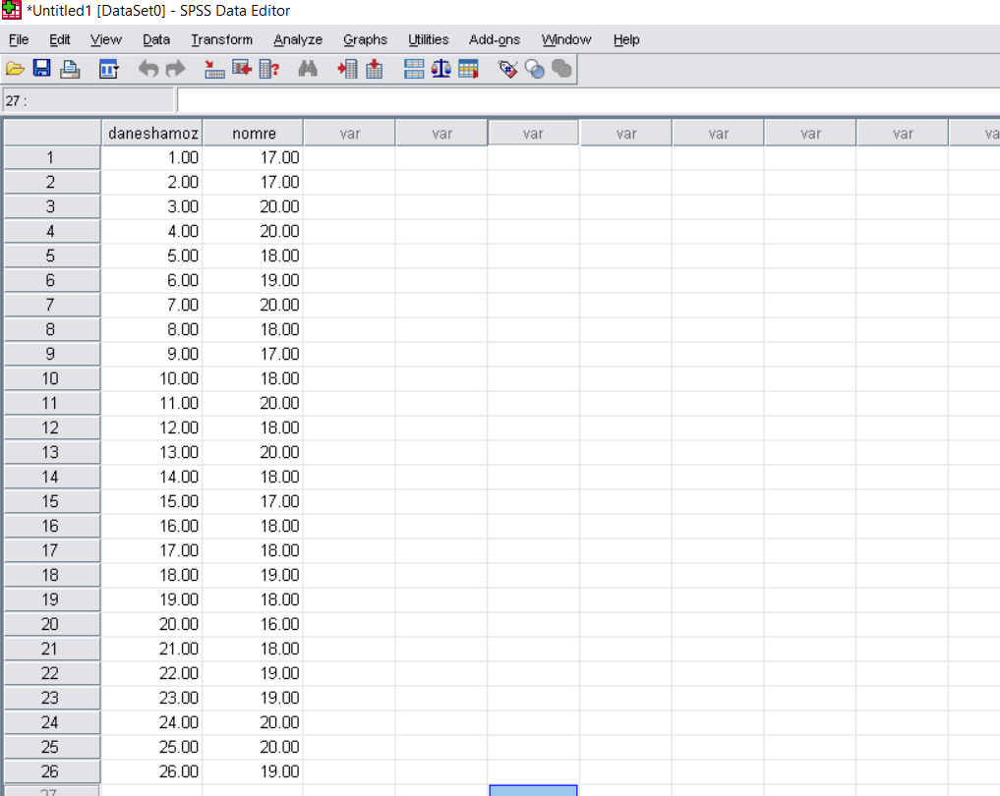 *Untitled1 [DataSet0] - SPSS Data Editor
File Edit View Data Transform Analyze Graphs Utilities Add-ons Window Help
27 :
daneshamoz nomre var var var var var var var va
1 1.00 17.00
2 2.00 17.00
3 3.00 20.00
4 4.00 20.00
5 5.00 18.00
6 6.00 19.00
7 7.00 20.00
8 8.00 18.00
9 9.00 17.00
10 10.00 18.00
11 11.00 20.00
12 12.00 18.00
13 13.00 20.00
14 14.00 18.00
15 15.00 17.00
16 16.00 18.00
17 17.00 18.00
18 18.00 19.00
19 19.00 18.00
20 20.00 16.00
21 21.00 18.00
22 22.00 19.00
23 23.00 19.00
24 24.00 20.00
25 25.00 20.00
26 26.00 19.00
27